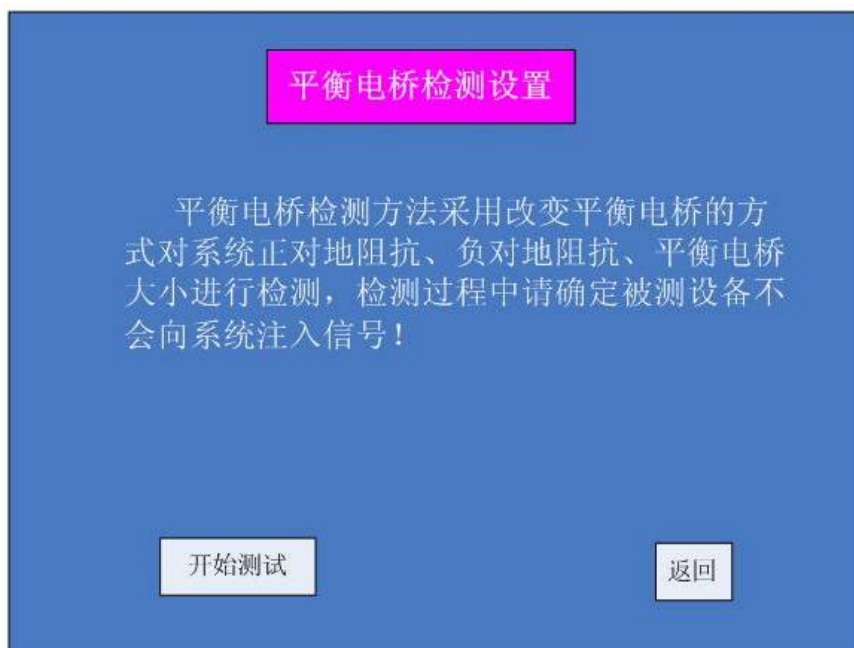 平衡电桥检测设置
平衡电桥检测方法采用改变平衡电桥的方
式对系统正对地阻抗、负对地阻抗、平衡电桥
大小进行检测，检测过程中请确定被测设备不
会向系统注入信号！
开始测试
返回